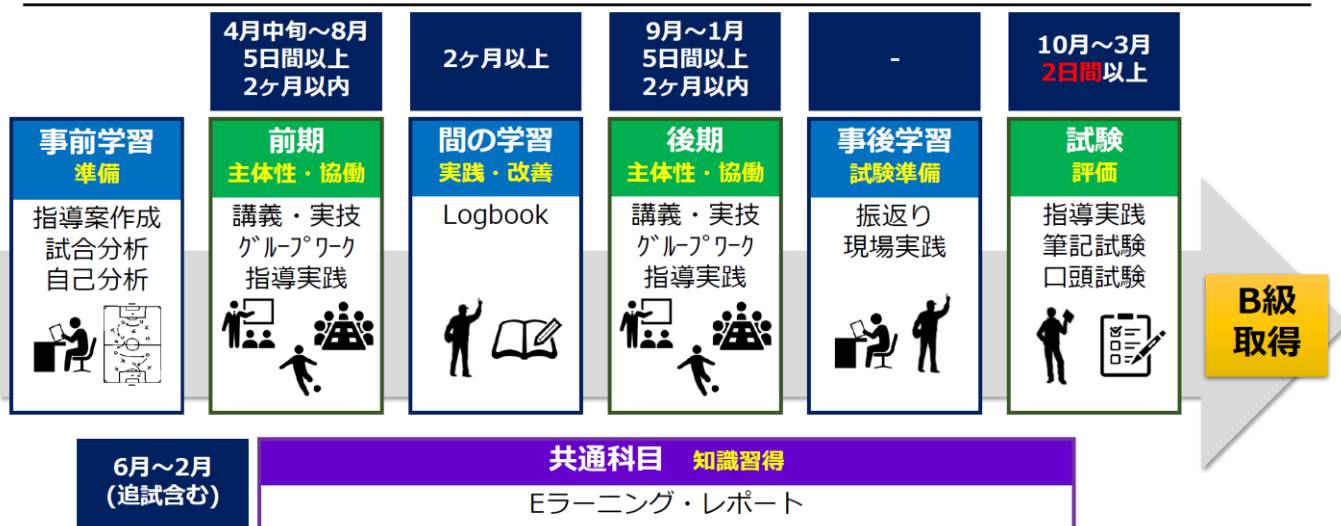 4月中旬～8月
5日間以上
2ヶ月以内
2ヶ月以上
9月～1月
5日間以上
2ヶ月以内
-
10月～3月
2日間以上
事前学習
準備
指導案作成
試合分析
自己分析
前期
主体性・協働
講義・実技
ｸﾞﾙｰﾌﾟﾜｰｸ
指導実践
間の学習
実践・改善
Logbook
後期
主体性・協働
講義・実技
ｸﾞﾙｰﾌﾟﾜｰｸ
指導実践
事後学習
試験準備
振返り
現場実践
試験
評価
指導実践
筆記試験
口頭試験
B級
取得
6月～2月
(追試含む)
共通科目 知識習得
Eラーニング・レポート